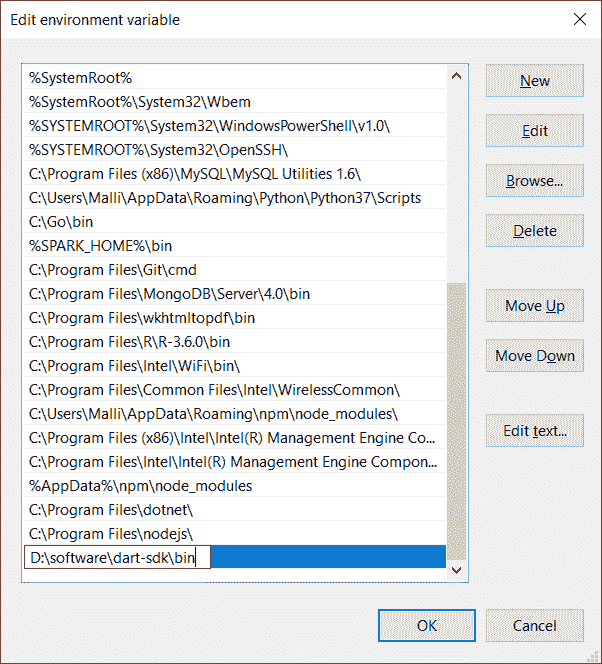 Edit environment variable
%SystemRoot%
%SystemRoot%\System32\Wbem
%SYSTEMROOT%\System32\WindowsPowerShell\v1.0\
%SYSTEMROOT%\System32\OpenSSH\
C:\Program Files (x86)\MySQL\MySQL Utilities 1.6\
C:\Users\Malli\AppData\Roaming\Python\Python37\Scripts
C:\Go\bin
%SPARK_HOME%\bin
C:\Program Files\Git\cmd
C:\Program Files\MongoDB\Server\4.0\bin
C:\Program Files\wkhtmltopdf\bin
C:\Program Files\R\R-3.6.0\bin
C:\Program Files\Intel\WiFi\bin\
C:\Program Files\Common Files\Intel\WirelessCommon\
C:\Users\Malli\AppData\Roaming\npm\node_modules\
C:\Program Files (x86)\Intel\Intel(R) Management Engine Co...
C:\Program Files\Intel\Intel(R) Management Engine Compon...
%AppData%\npm\node_modules
C:\Program Files\dotnet\
C:\Program Files\nodejs\
D:\software\dart-sdk\bin
New
Edit
Browse...
Delete
Move Up
Move Down
Edit text...
OK
Cancel